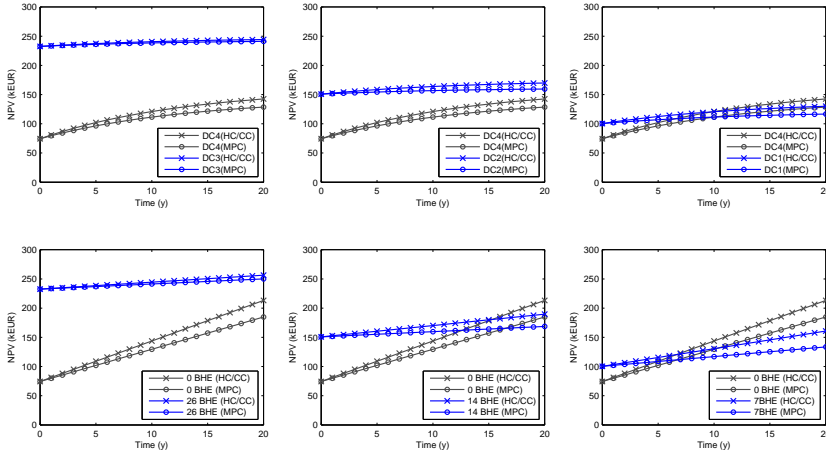 NPV (kEUR)
300
250
200
150
100
50
0
DC4(HC/CC)
DC4(MPC)
DC3(HC/CC)
DC3(MPC)
0 5 10 15 20
Time (y)
NPV (kEUR)
300
250
200
150
100
50
0
DC4(HC/CC)
DC4(MPC)
DC2(HC/CC)
DC2(MPC)
0 5 10 15 20
Time (y)
NPV (kEUR)
300
250
200
150
100
50
0
DC4(HC/CC)
DC4(MPC)
DC1(HC/CC)
DC1(MPC)
0 5 10 15 20
Time (y)
NPV (kEUR)
300
250
200
150
100
50
0
0 BHE (HC/CC)
0 BHE (MPC)
26 BHE (HC/CC)
26 BHE (MPC)
0 5 10 15 20
Time (y)
NPV (kEUR)
300
250
200
150
100
50
0
0 BHE (HC/CC)
0 BHE (MPC)
14 BHE (HC/CC)
14 BHE (MPC)
0 5 10 15 20
Time (y)
NPV (kEUR)
300
250
200
150
100
50
0
0 BHE (HC/CC)
0 BHE (MPC)
7BHE (HC/CC)
7BHE (MPC)
0 5 10 15 20
Time (y)